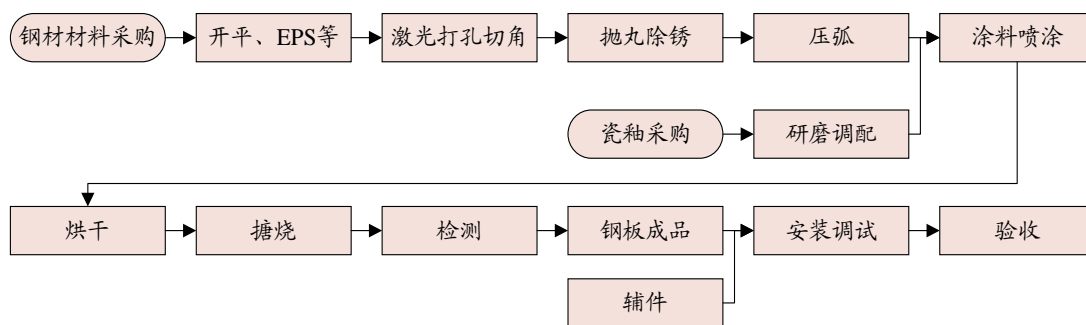 钢材材料采购
开平、EPS等
激光打孔切角
抛丸除锈
压弧
涂料喷涂
瓷釉采购
研磨调配
烘干
搪烧
检测
钢板成品
安装调试
验收
辅件